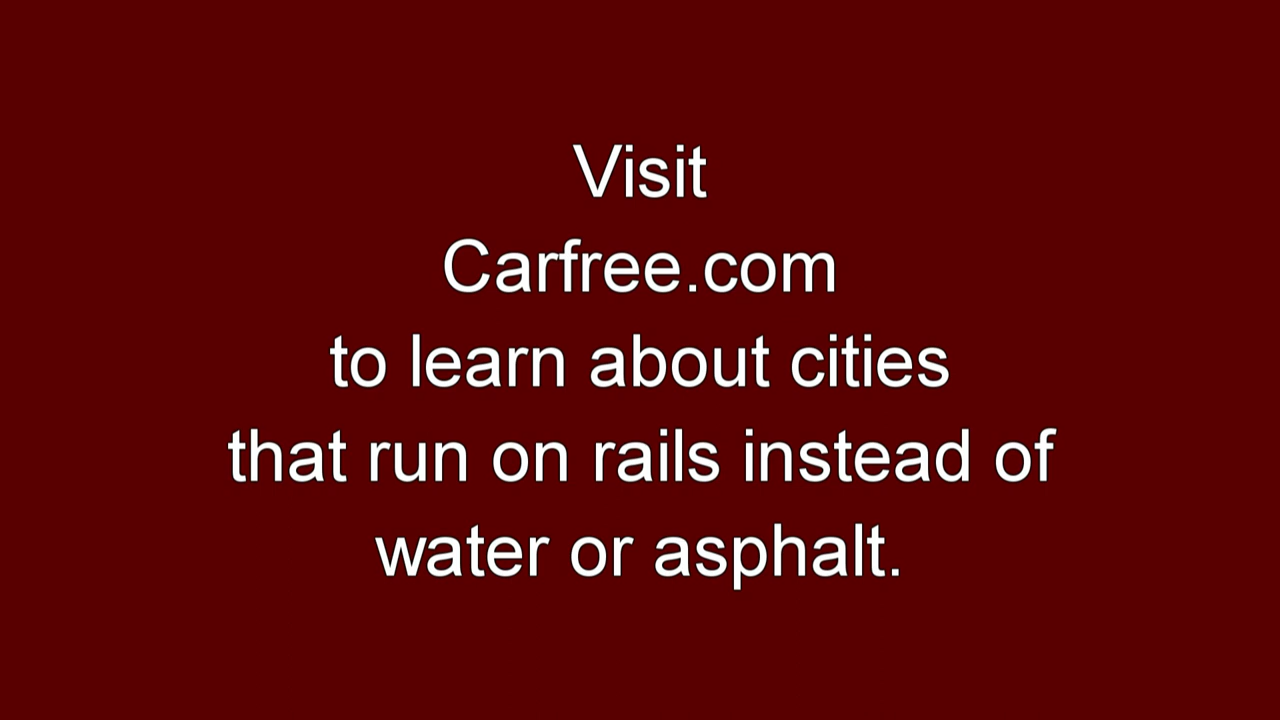 Visit
Carfree.com
to learn about cities
that run on rails instead of
water or asphalt.